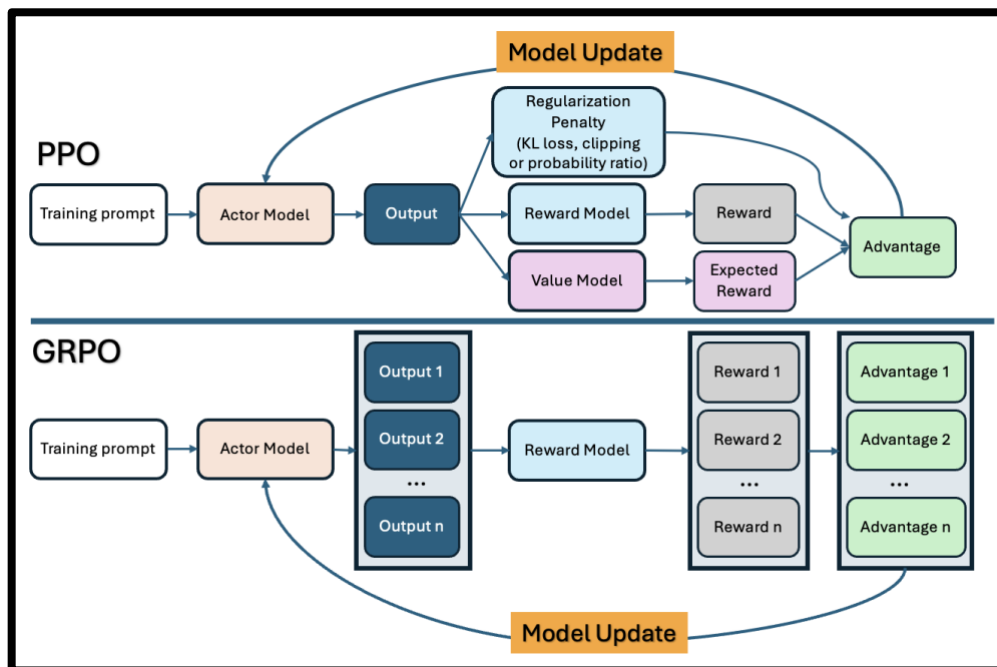 Model Update
PPO
Regularization
Penalty
(KL loss, clipping
or probability ratio)
Training prompt
Actor Model
Output
Reward Model
Reward
Advantage
Value Model
Expected
Reward
GRPO
Output 1
Reward 1
Advantage 1
Training prompt
Actor Model
Output 2
Reward Model
Reward 2
Advantage 2
...
...
...
Output n
Reward n
Advantage n
Model Update